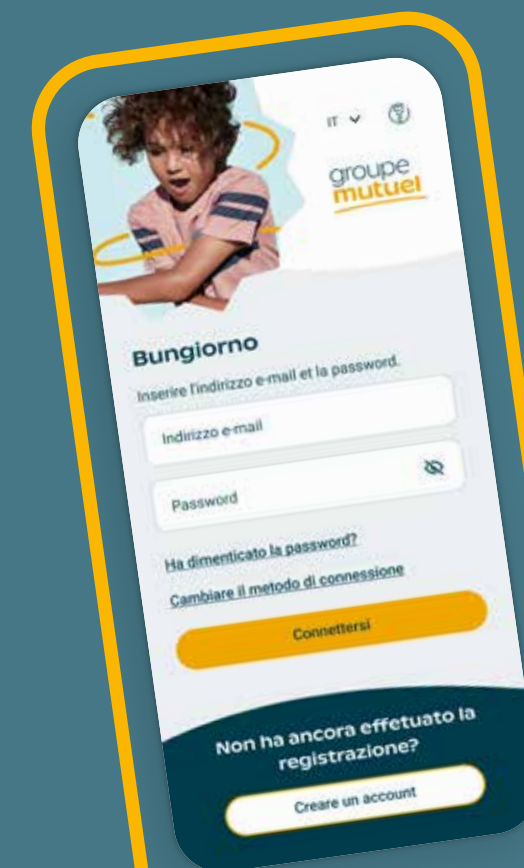 IT
groupe
mutuel
Bungiorno
Inserire l'indirizzo e-mail et la password.
Indirizzo e-mail
Password
Ha dimenticato la password?
Cambiare il metodo di connessione
Connettersi
Non ha ancora effetuato la
registrazione?
Creare un account